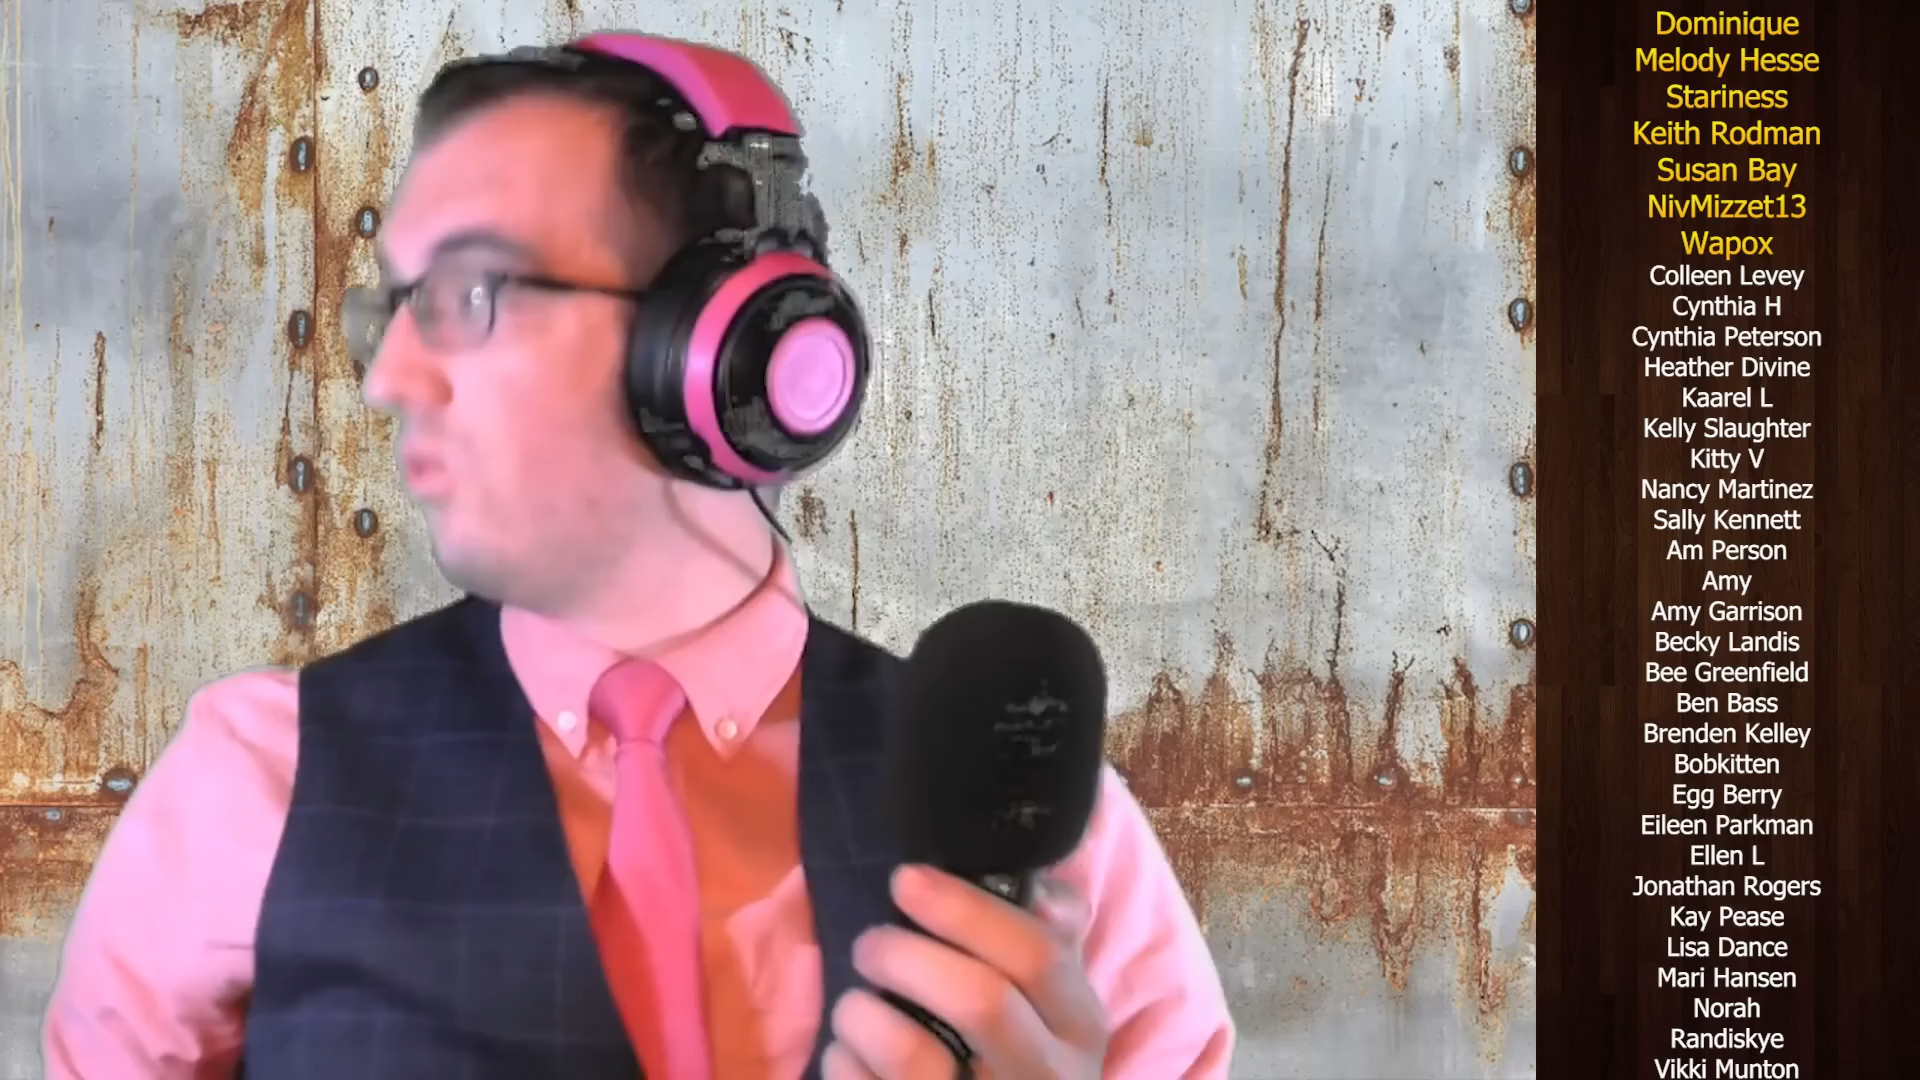 Dominique
Melody Hesse
Stariness
Keith Rodman
Susan Bay
NivMizzet13
Wapox
Colleen Levey
Cynthia H
Cynthia Peterson
Heather Divine
Kaarel L
Kelly Slaughter
Kitty V
Nancy Martinez
Sally Kennett
Am Person
Amy
Amy Garrison
Becky Landis
Bee Greenfield
Ben Bass
Brenden Kelley
Bobkitten
Egg Berry
Eileen Parkman
Ellen L
Jonathan Rogers
Kay Pease
Lisa Dance
Mari Hansen
Norah
Randiskye
Vikki Munton